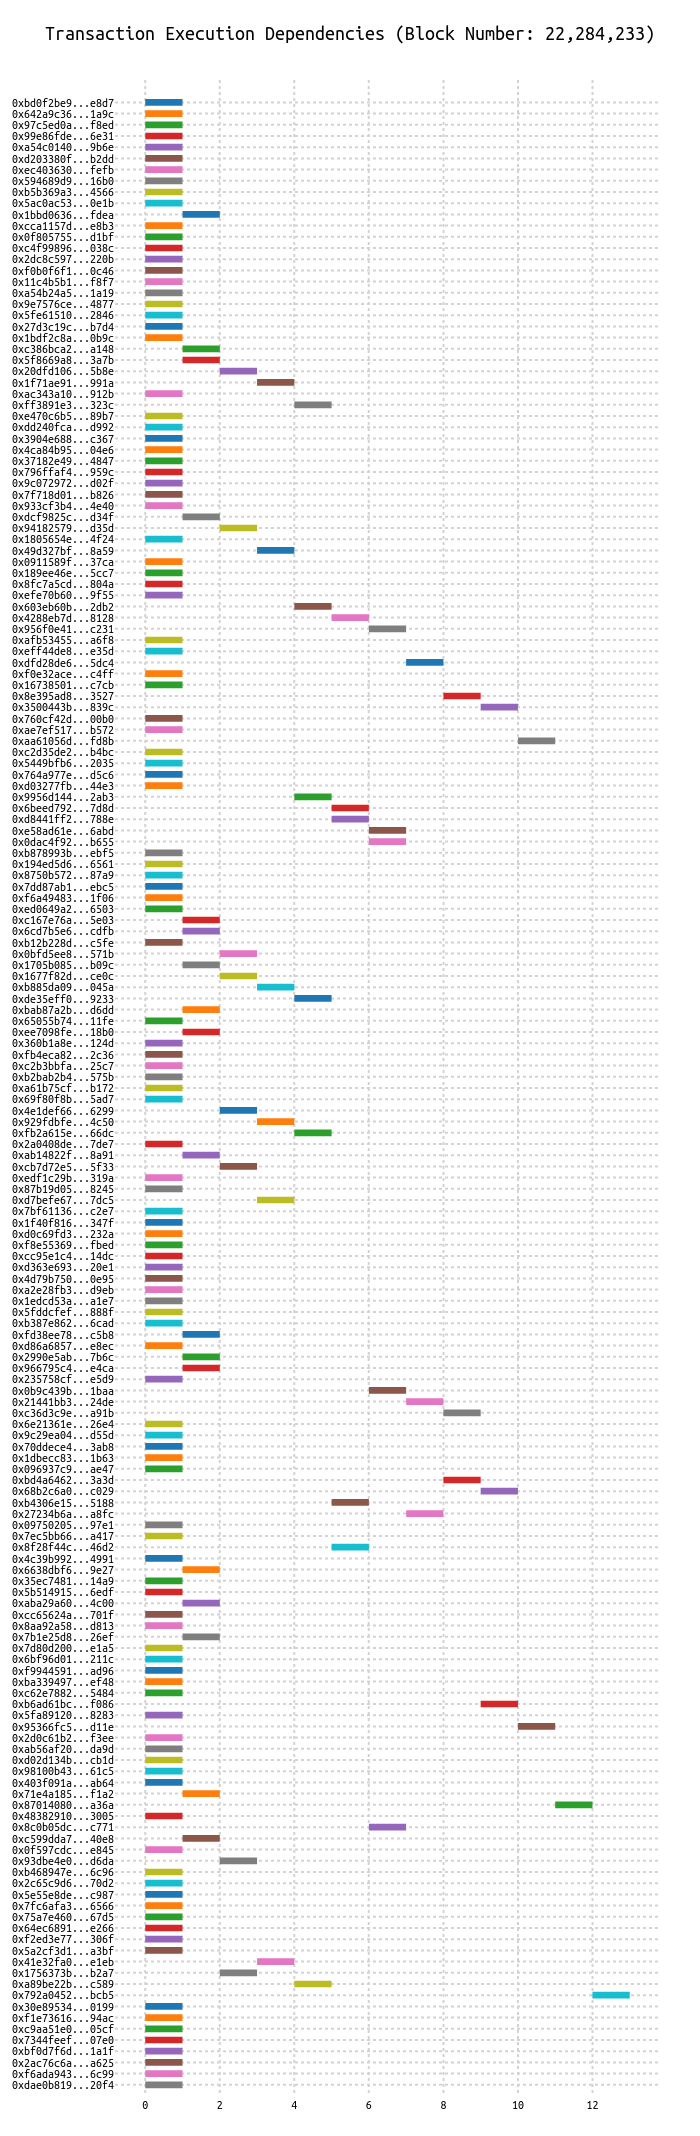 Transaction Execution Dependencies (Block Number: 22,284,233)
0xbd0f2be9...e8d7
0x642a9c36...1a9c
0x97c5ed0a...f8ed
0x99e86fde...6e31
0xa54c0140...9b6e
0xd203380f...b2dd
0xec403630...fefb
0x594689d9...16b0
0xb5b369a3...4566
0x5ac0ac53...0e1b
0x1bbd0636...fdea
0xcca1157d...e8b3
0x0f805755...d1bf
0xc4f99896...038c
0x2dc8c597...220b
0xf0b0f6f1...0c46
0x11c4b5b1...f8f7
0xa54b24a5...1a19
0x9e7576ce...4877
0x5fe61510...2846
0x27d3c19c...b7d4
0x1bdf2c8a...0b9c
0xc386bca2...a148
0x5f8669a8...3a7b
0x20dfd106...5b8e
0x1f71ae91...991a
0xac343a10...912b
0xff3891e3...323c
0xe470c6b5...89b7
0xdd240fca...d992
0x3904e688...c367
0x4ca84b95...04e6
0x37182e49...4847
0x796ffaf4...959c
0x9c072972...d02f
0x7f718d01...b826
0x933cf3b4...4e40
0xdcf9825c...d34f
0x94182579...d35d
0x1805654e...4f24
0x49d327bf...8a59
0x0911589f...37ca
0x189ee46e...5cc7
0x8fc7a5cd...804a
0xefe70b60...9f55
0x603eb60b...2db2
0x4288eb7d...8128
0x956f0e41...c231
0xafb53455...a6f8
0xeff44de8...e35d
0xdfd28de6...5dc4
0xf0e32ace...c4ff
0x16738501...c7cb
0x8e395ad8...3527
0x3500443b...839c
0x760cf42d...00b0
0xae7ef517...b572
0xaa61056d...fd8b
0xc2d35de2...b4bc
0x5449bfb6...2035
0x764a977e...d5c6
0xd03277fb...44e3
0x9956d144...2ab3
0x6beed792...7d8d
0xd8441ff2...788e
0xe58ad61e...6abd
0x0dac4f92...b655
0xb878993b...ebf5
0x194ed5d6...6561
0x8750b572...87a9
0x7dd87ab1...ebc5
0xf6a49483...1f06
0xed0649a2...6503
0xc167e76a...5e03
0x6cd7b5e6...cdfb
0xb12b228d...c5fe
0x0bfd5ee8...571b
0x1705b085...b09c
0x1677f82d...ce0c
0xb885da09...045a
0xde35eff0...9233
0xbab87a2b...d6dd
0x65055b74...11fe
0xee7098fe...18b0
0x360b1a8e...124d
0xfb4eca82...2c36
0xc2b3bbfa...25c7
0xb2bab2b4...575b
0xa61b75cf...b172
0x69f80f8b...5ad7
0x4e1def66...6299
0x929fdbfe...4c50
0xfb2a615e...66dc
0x2a0408de...7de7
0xab14822f...8a91
0xcb7d72e5...5f33
0xedf1c29b...319a
0x87b19d05...8245
0xd7befe67...7dc5
0x7bf61136...c2e7
0x1f40f816...347f
0xd0c69fd3...232a
0xf8e55369...fbed
0xcc95e1c4...14dc
0xd363e693...20e1
0x4d79b750...0e95
0xa2e28fb3...d9eb
0x1edcd53a...a1e7
0x5fddcfef...888f
0xb387e862...6cad
0xfd38ee78...c5b8
0xd86a6857...e8ec
0x2990e5ab...7b6c
0x966795c4...e4ca
0x235758cf...e5d9
0x0b9c439b...1baa
0x21441bb3...24de
0xc36d3c9e...a91b
0x6e21361e...26e4
0x9c29ea04...d55d
0x70ddece4...3ab8
0x1dbecc83...1b63
0x096937c9...ae47
0xbd4a6462...3a3d
0x68b2c6a0...c029
0xb4306e15...5188
0x27234b6a...a8fc
0x09750205...97e1
0x7ec5bb66...a417
0x8f28f44c...46d2
0x4c39b992...4991
0x6638dbf6...9e27
0x35ec7481...14a9
0x5b514915...6edf
0xaba29a60...4c00
0xcc65624a...701f
0x8aa92a58...d813
0x7b1e25d8...26ef
0x7d80d200...e1a5
0x6bf96d01...211c
0xf9944591...ad96
0xba339497...ef48
0xc62e7882...5484
0xb6ad61bc...f086
0x5fa89120...8283
0x95366fc5...d11e
0x2d0c61b2...f3ee
0xab56af20...da9d
0xd02d134b...cb1d
0x98100b43...61c5
0x403f091a...ab64
0x71e4a185...f1a2
0x87014080...a36a
0x48382910...3005
0x8c0b05dc...c771
0xc599dda7...40e8
0x0f597cdc...e845
0x93dbe4e0...d6da
0xb468947e...6c96
0x2c65c9d6...70d2
0x5e55e8de...c987
0x7fc6afa3...6566
0x75a7e460...67d5
0x64ec6891...e266
0xf2ed3e77...306f
0x5a2cf3d1...a3bf
0x41e32fa0...e1eb
0x1756373b...b2a7
0xa89be22b...c589
0x792a0452...bcb5
0x30e89534...0199
0xf1e73616...94ac
0xc9aa51e0...05cf
0x7344feef...07e0
0xbf0d7f6d...1a1f
0x2ac76c6a...a625
0xf6ada943...6c99
0xdae0b819...20f4
0 2 4 6 8 10 12